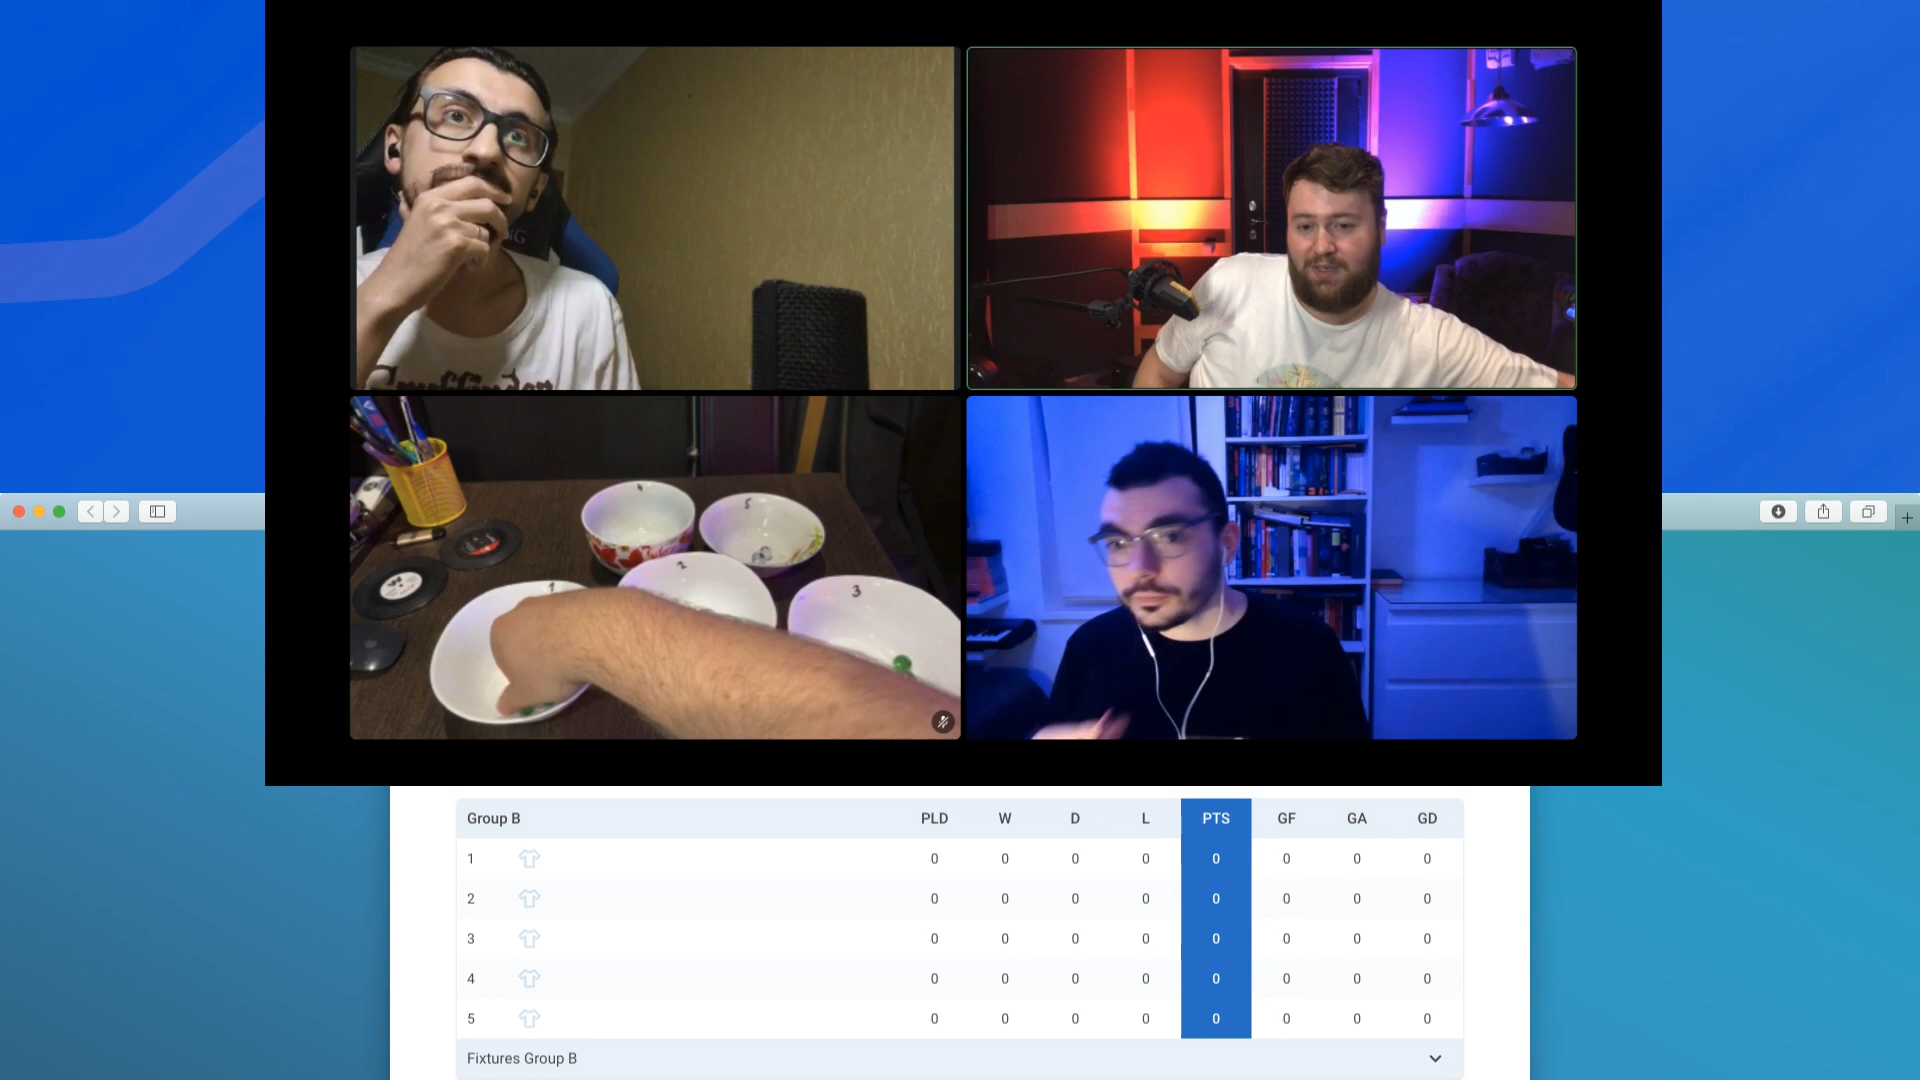 NG
4
5
1
2
3
Group B PLD W D L PTS GF GA GD
1 0 0 0 0 0 0 0 0
2 0 0 0 0 0 0 0 0
3 0 0 0 0 0 0 0 0
4 0 0 0 0 0 0 0 0
5 0 0 0 0 0 0 0 0
Fixtures Group B